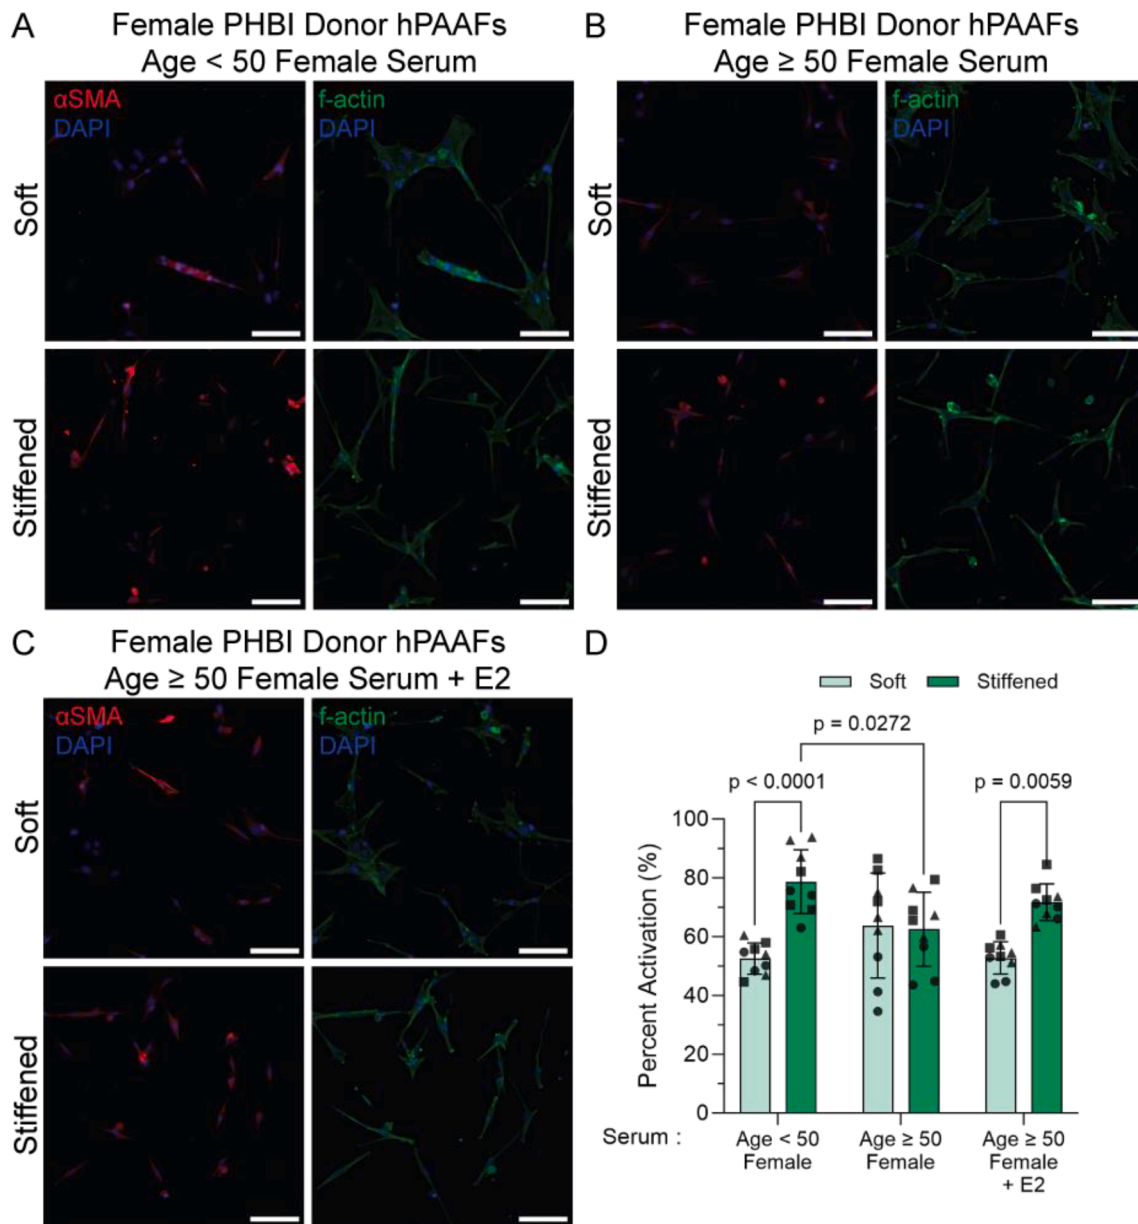 A
Female PHBI Donor hPAAFs
Age < 50 Female Serum
αSMA
DAPI
f-actin
DAPI
Soft
Stiffened
B
Female PHBI Donor hPAAFs
Age ≥ 50 Female Serum
f-actin
DAPI
Soft
Stiffened
C
Female PHBI Donor hPAAFs
Age ≥ 50 Female Serum + E2
αSMA
DAPI
f-actin
DAPI
Soft
Stiffened
D
Soft
Stiffened
p = 0.0272
p < 0.0001
p = 0.0059
Percent Activation (%)
100
80
60
40
20
0
Serum :
Age < 50
Female
Age ≥ 50
Female
Age ≥ 50
Female
+ E2